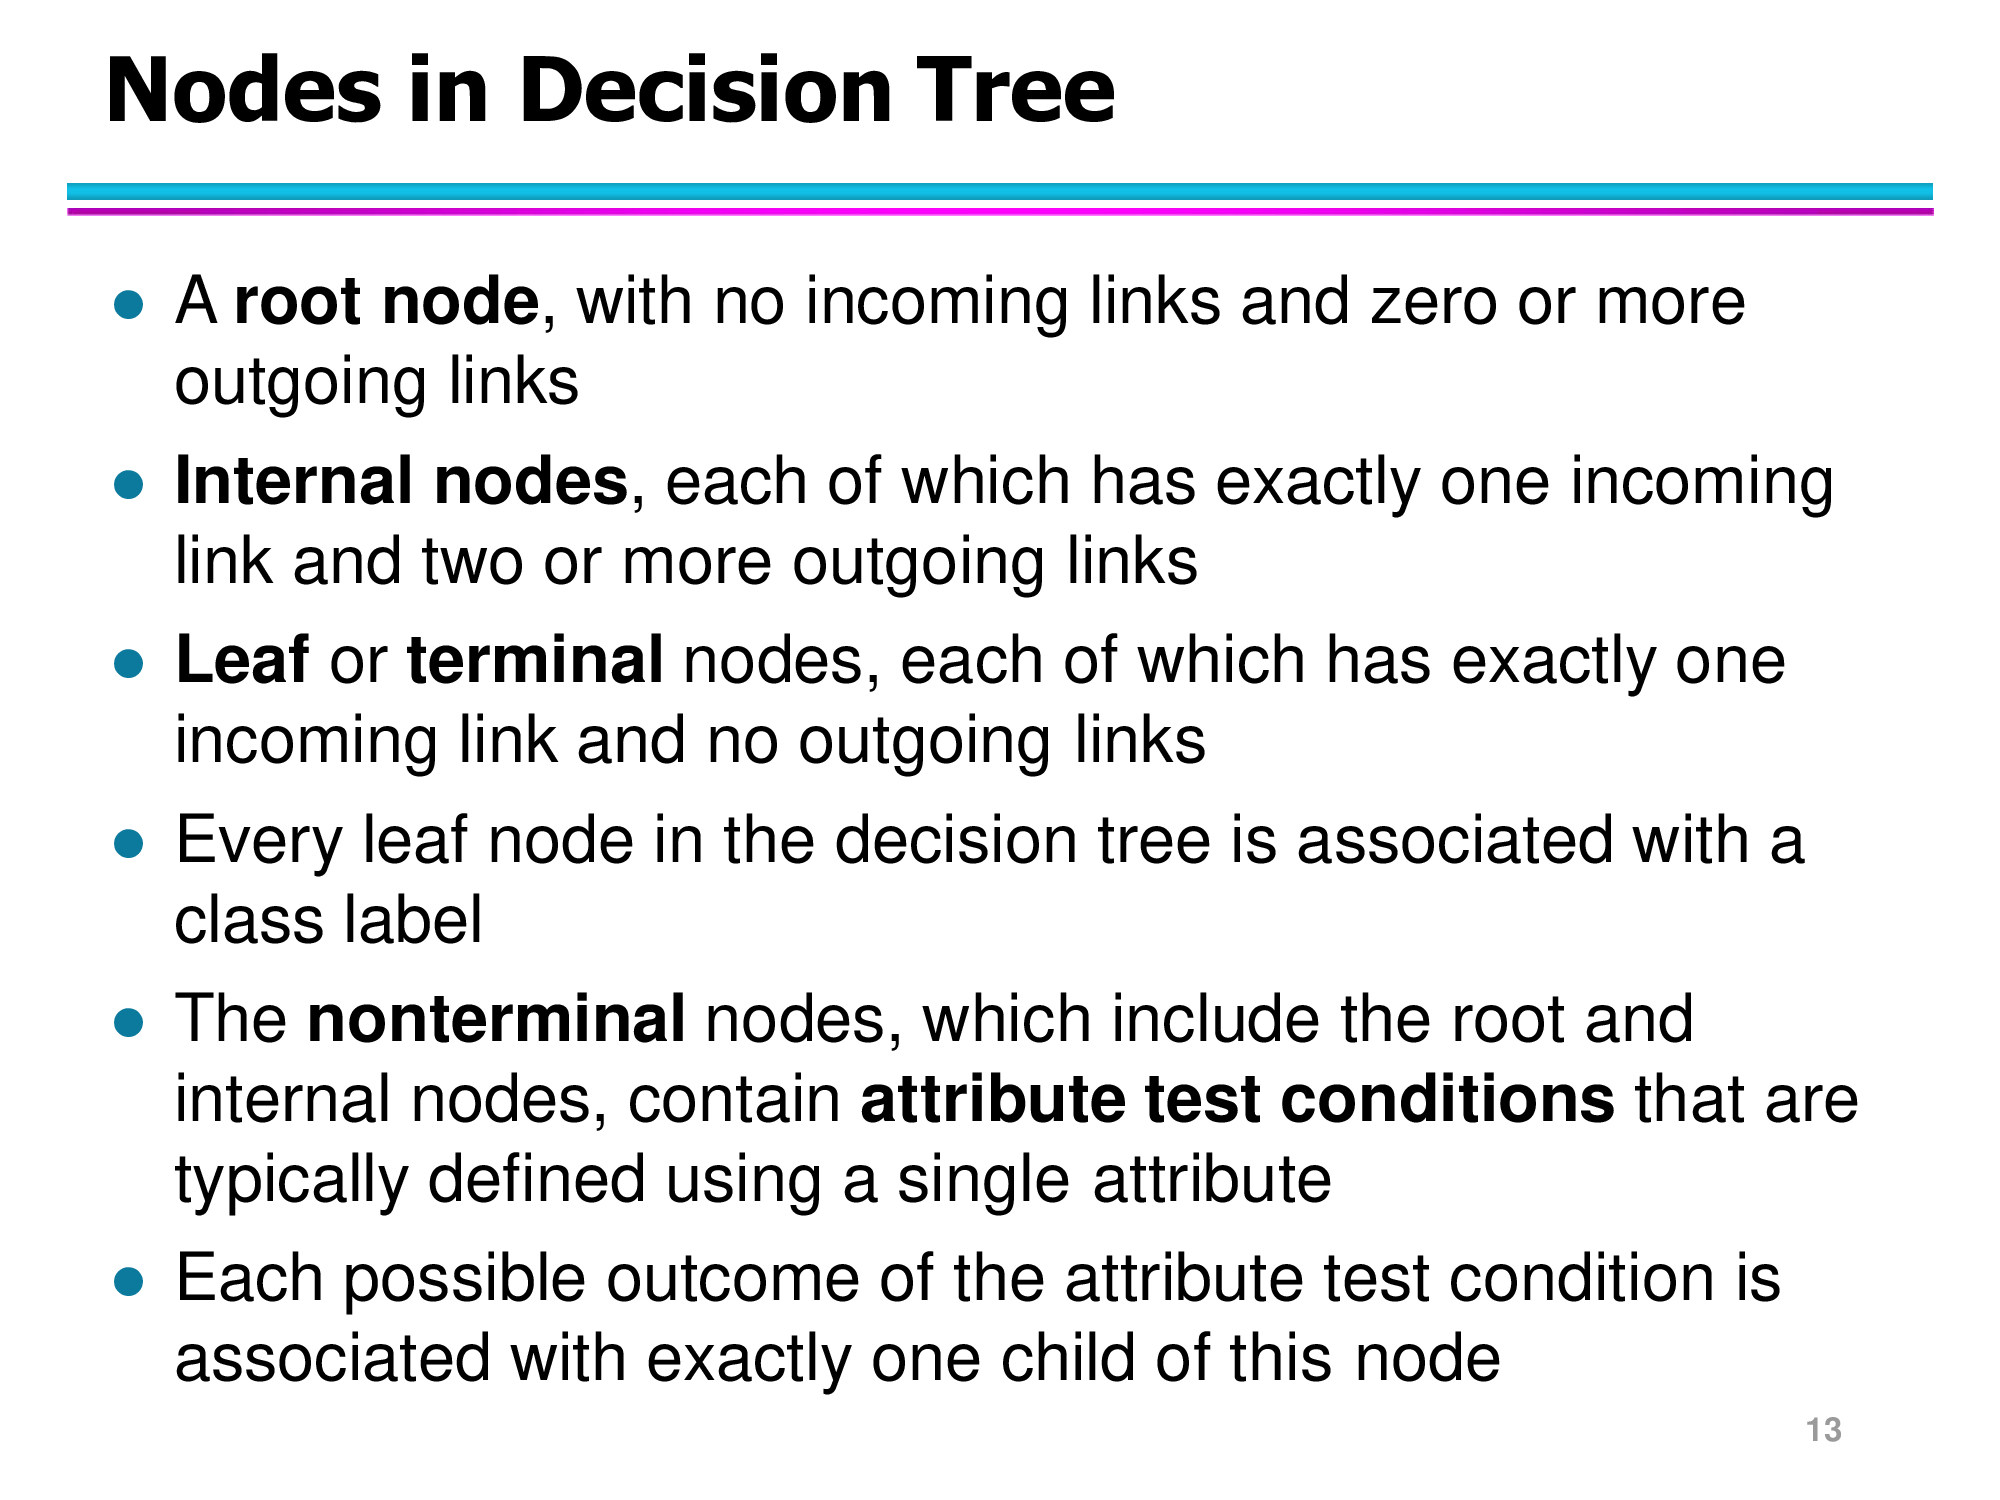 Nodes in Decision Tree
● A root node, with no incoming links and zero or more
outgoing links
● Internal nodes, each of which has exactly one incoming
link and two or more outgoing links
● Leaf or terminal nodes, each of which has exactly one
incoming link and no outgoing links
● Every leaf node in the decision tree is associated with a
class label
● The nonterminal nodes, which include the root and
internal nodes, contain attribute test conditions that are
typically defined using a single attribute
● Each possible outcome of the attribute test condition is
associated with exactly one child of this node
13